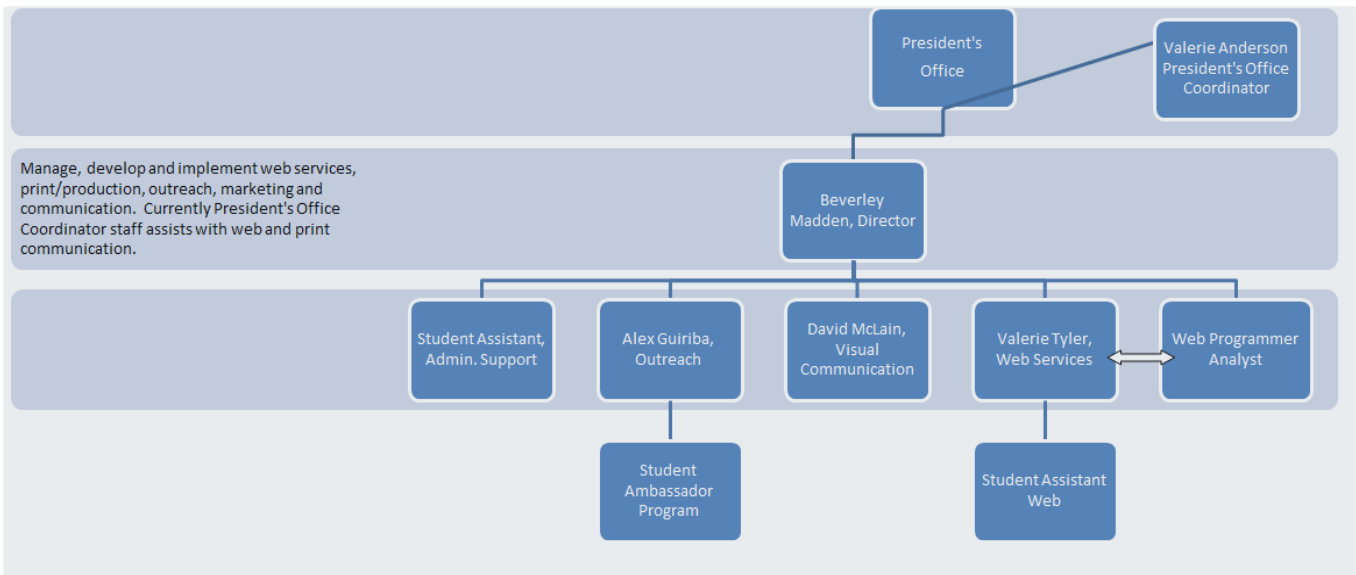 President's
Office
Valerie Anderson
President's Office
Coordinator
Manage, develop and implement web services,
print/production, outreach, marketing and
communication. Currently President's Office
Coordinator staff assists with web and print
communication.
Beverley
Madden, Director
Student Assistant,
Admin. Support
Alex Guiriba,
Outreach
David McLain,
Visual
Communication
Valerie Tyler,
Web Services
Web Programmer
Analyst
Student
Ambassador
Program
Student Assistant
Web